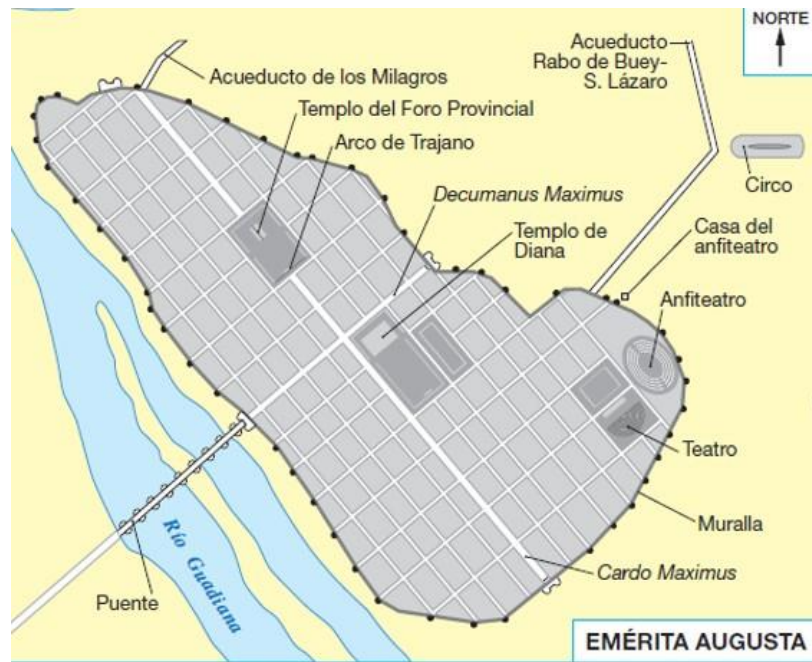 NORTE
Acueducto
Rabo de Buey-
S. Lázaro
Acueducto de los Milagros
Templo del Foro Provincial
Arco de Trajano
Circo
Decumanus Maximus
Templo de
Diana
Casa del
anfiteatro
Anfiteatro
Teatro
Muralla
Cardo Maximus
Río Guadiana
Puente
EMÉRITA AUGUSTA